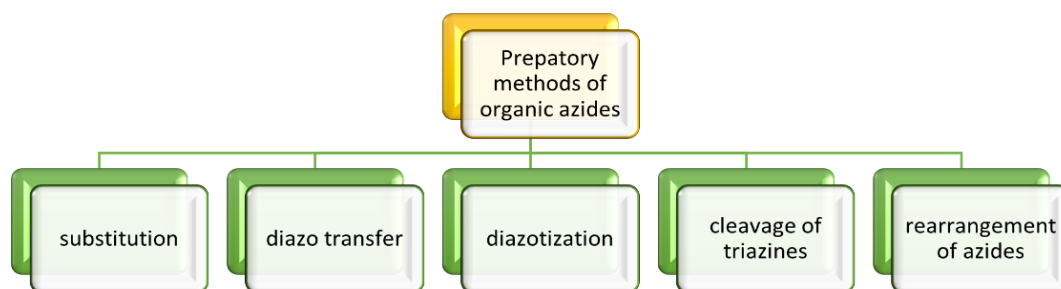 Prepatory
methods of
organic azides
substitution
diazo transfer
diazotization
cleavage of
triazines
rearrangement
of azides